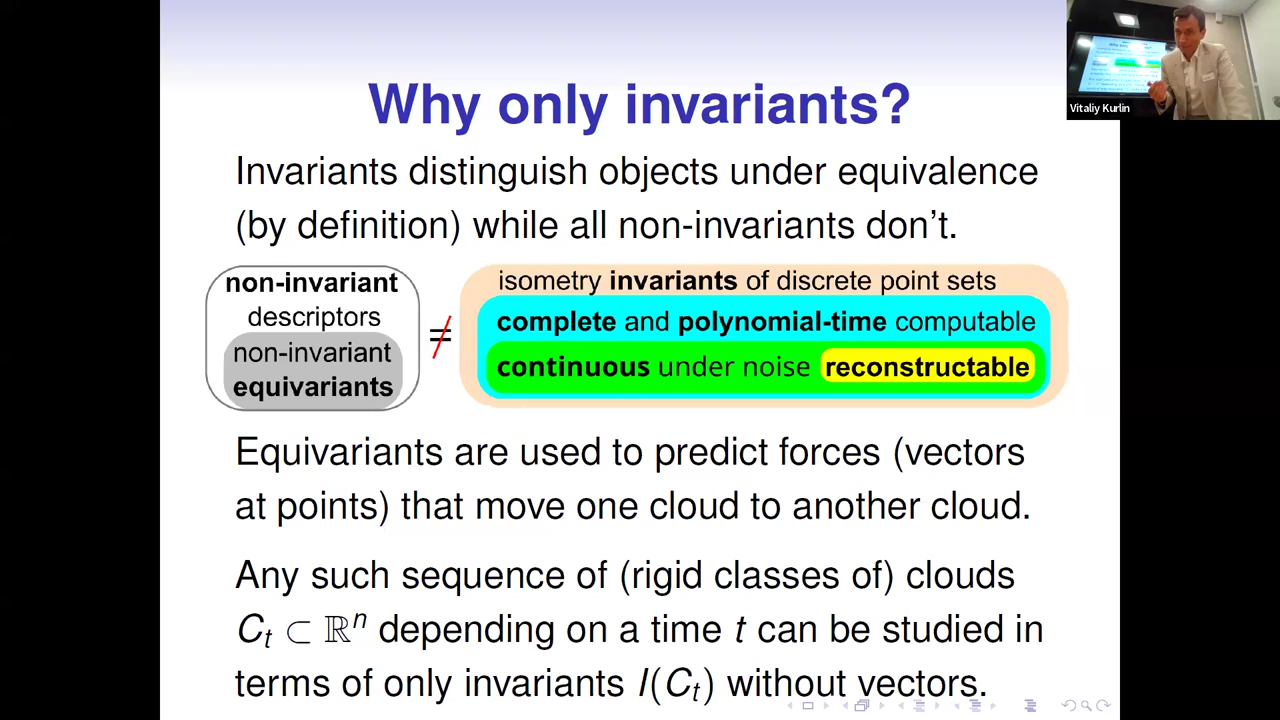 Why only invariants?
Vitaliy Kurlin
Invariants distinguish objects under equivalence
(by definition) while all non-invariants don't.
non-invariant
descriptors
non-invariant
equivariants
≠
isometry invariants of discrete point sets
complete and polynomial-time computable
continuous under noise reconstructable
Equivariants are used to predict forces (vectors
at points) that move one cloud to another cloud.
Any such sequence of (rigid classes of) clouds
Cₜ ⊂ ℝⁿ depending on a time t can be studied in
terms of only invariants I(Cₜ) without vectors.